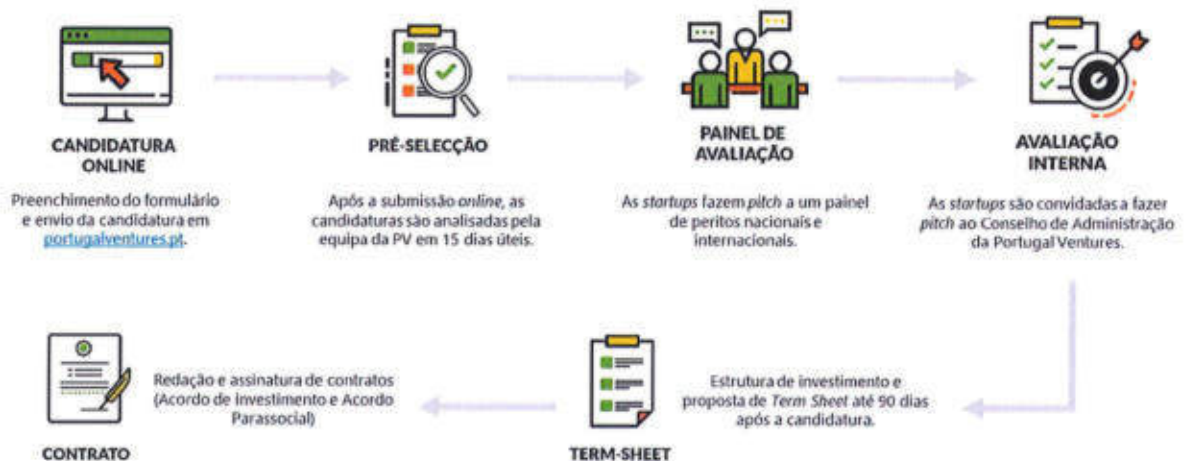 CANDIDATURA
ONLINE
Preenchimento do formulário
e envio da candidatura em
portugalventures.pt.
PRÉ-SELECÇÃO
Após a submissão online, as
candidaturas são analisadas pela
equipa da PV em 15 dias úteis.
PAINEL DE
AVALIAÇÃO
As startups fazem pitch a um painel
de peritos nacionais e
internacionais.
AVALIAÇÃO
INTERNA
As startups são convidadas a fazer
pitch ao Conselho de Administração
da Portugal Ventures.
Estrutura de investimento e
proposta de Term Sheet até 90 dias
após a candidatura.
TERM-SHEET
Redação e assinatura de contratos
(Acordo de Investimento e Acordo
Parassocial)
CONTRATO